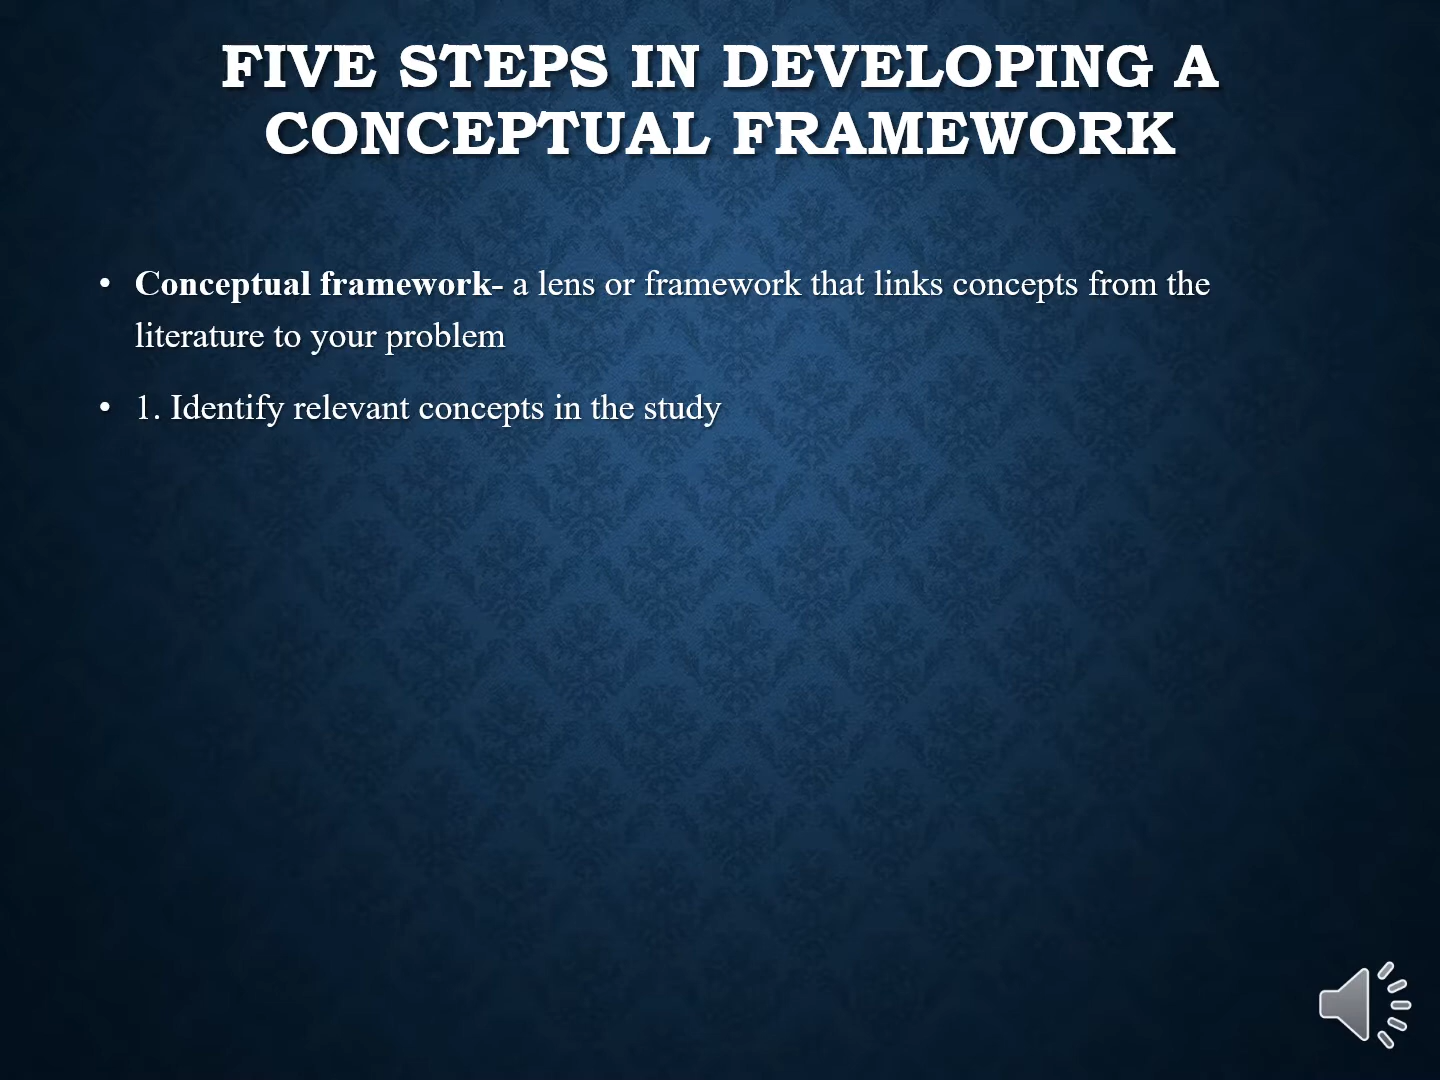 FIVE STEPS IN DEVELOPING A
CONCEPTUAL FRAMEWORK
• Conceptual framework- a lens or framework that links concepts from the
literature to your problem
• 1. Identify relevant concepts in the study